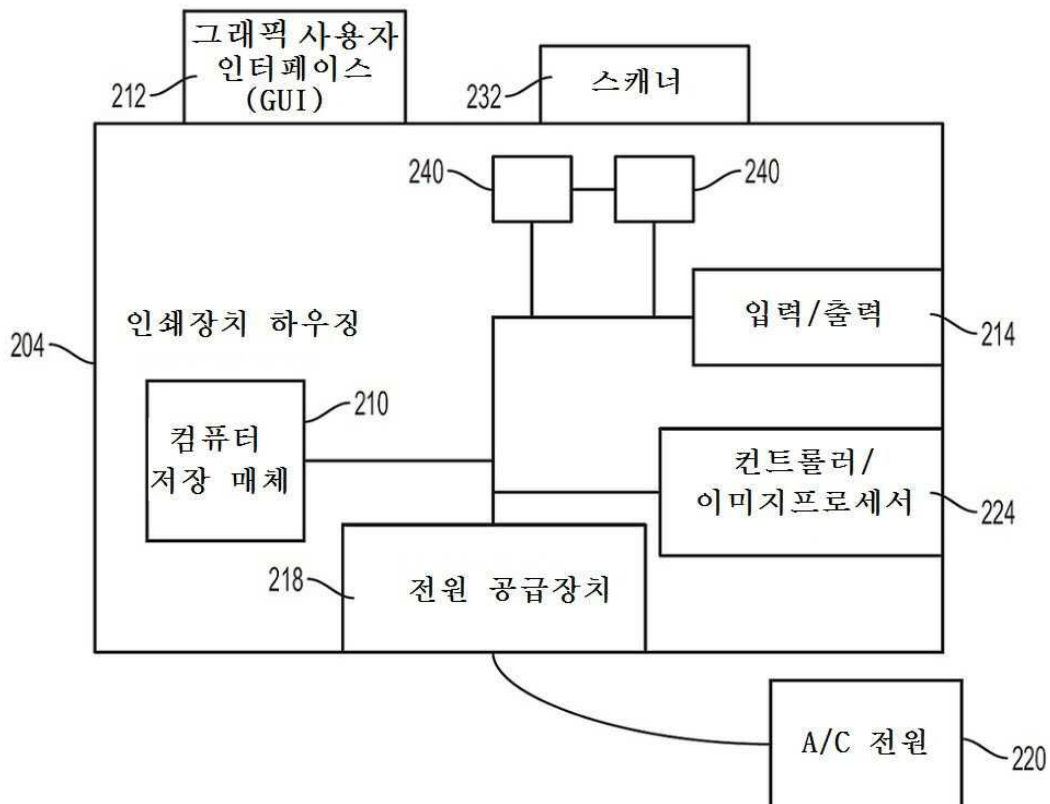 그래픽 사용자
인터페이스
(GUI)
212
스캐너
232
240
240
인쇄장치 하우징
입력/출력
204
214
210
컴퓨터
저장 매체
컨트롤러/
이미지프로세서
224
218
전원 공급장치
A/C 전원
220